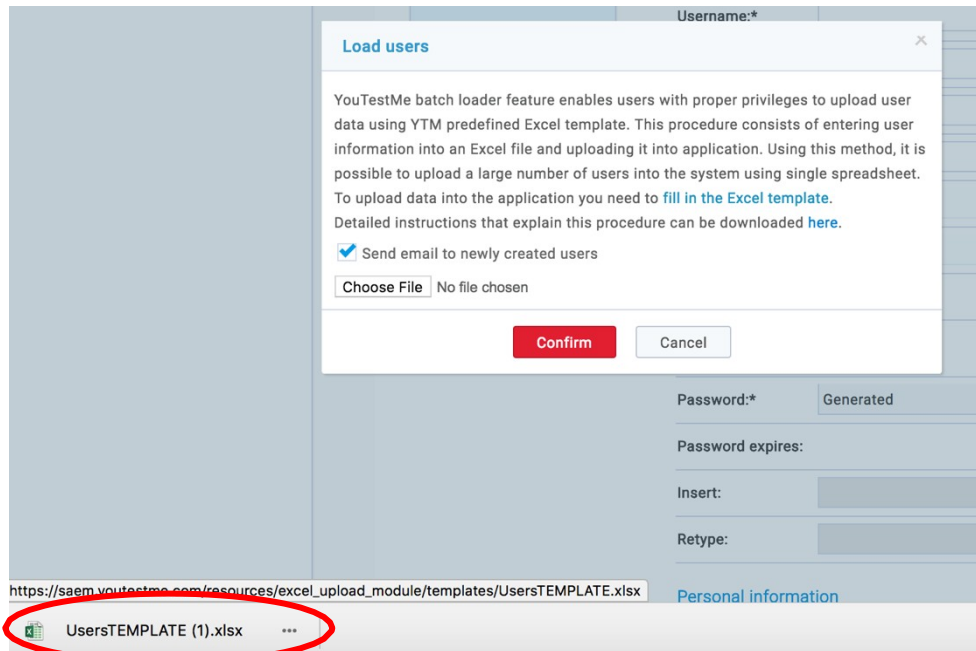 Username:*
Load users
×
YouTestMe batch loader feature enables users with proper privileges to upload user
data using YTM predefined Excel template. This procedure consists of entering user
information into an Excel file and uploading it into application. Using this method, it is
possible to upload a large number of users into the system using single spreadsheet.
To upload data into the application you need to fill in the Excel template.
Detailed instructions that explain this procedure can be downloaded here.
Send email to newly created users
Choose File No file chosen
Confirm Cancel
Password:* Generated
Password expires:
Insert:
Retype:
https://saem.youtestme.com/resources/excel_upload_module/templates/UsersTEMPLATE.xlsx
Personal information
UsersTEMPLATE (1).xlsx